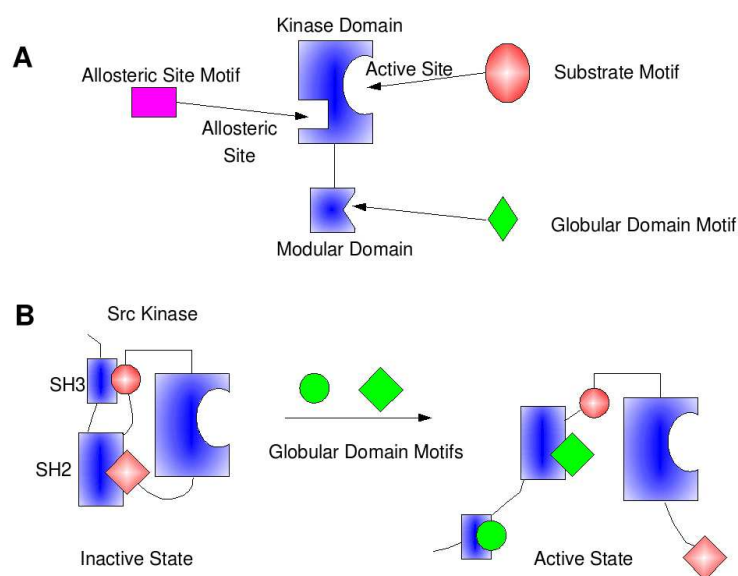 A
Kinase Domain
Allosteric Site Motif
Active Site
Substrate Motif
Allosteric
Site
Globular Domain Motif
Modular Domain
B
Src Kinase
SH3
SH2
Globular Domain Motifs
Inactive State
Active State